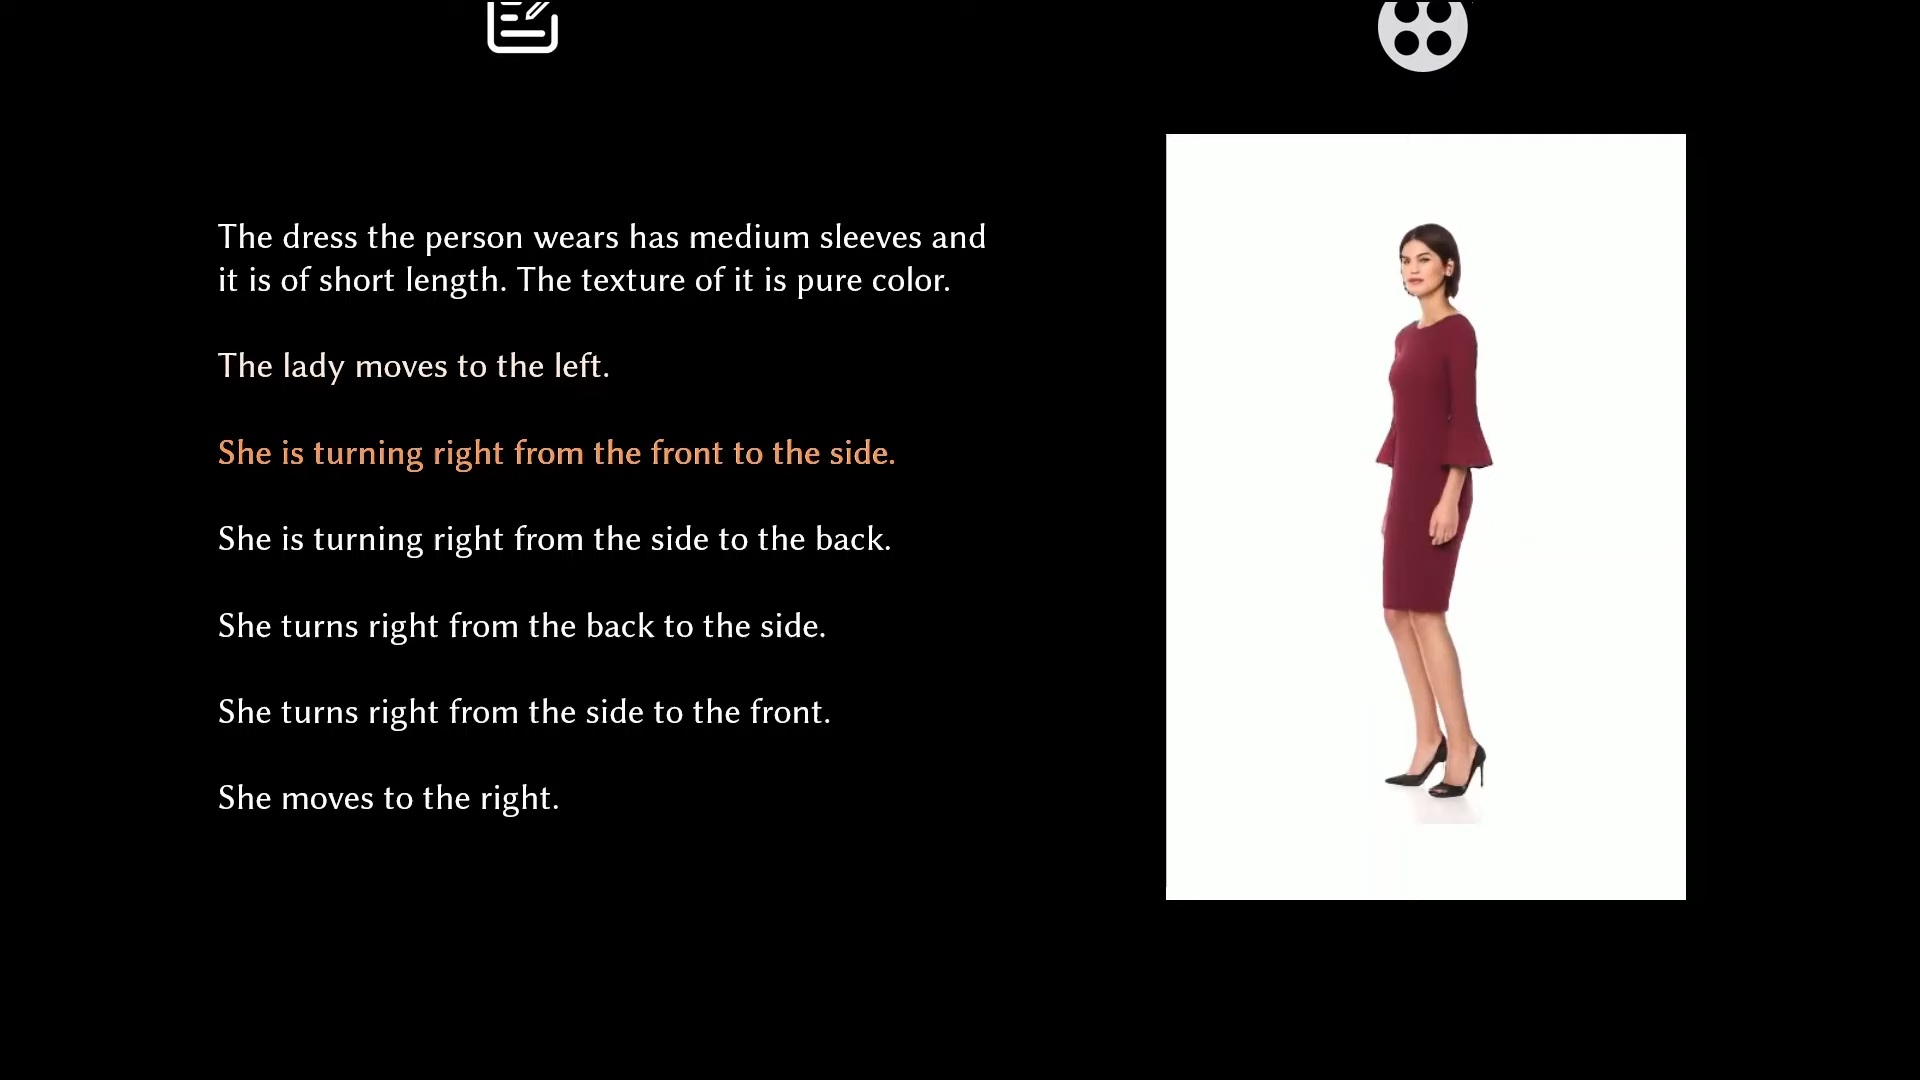 The dress the person wears has medium sleeves and
it is of short length. The texture of it is pure color.
The lady moves to the left.
She is turning right from the front to the side.
She is turning right from the side to the back.
She turns right from the back to the side.
She turns right from the side to the front.
She moves to the right.